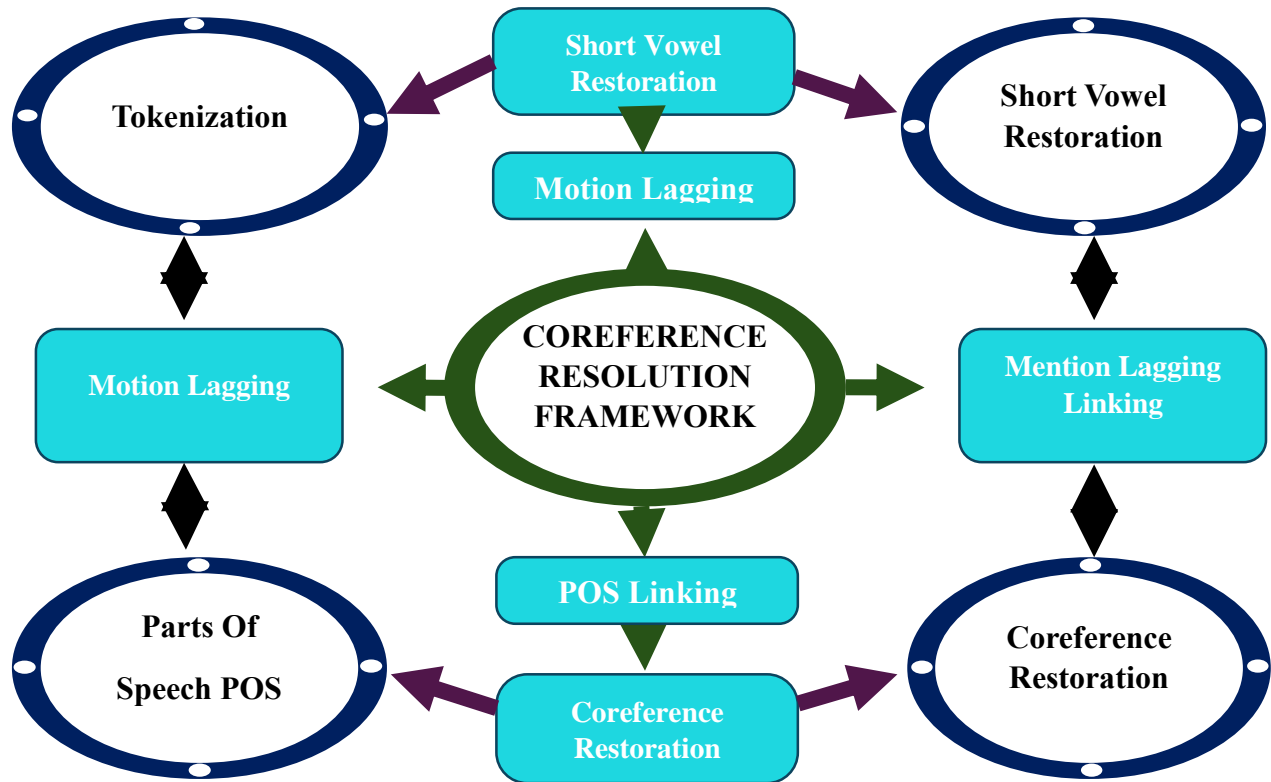 Tokenization
Short Vowel
Restoration
Short Vowel
Restoration
Motion Lagging
Motion Lagging
COREFERENCE
RESOLUTION
FRAMEWORK
Mention Lagging
Linking
Parts Of
Speech POS
POS Linking
Coreference
Restoration
Coreference
Restoration